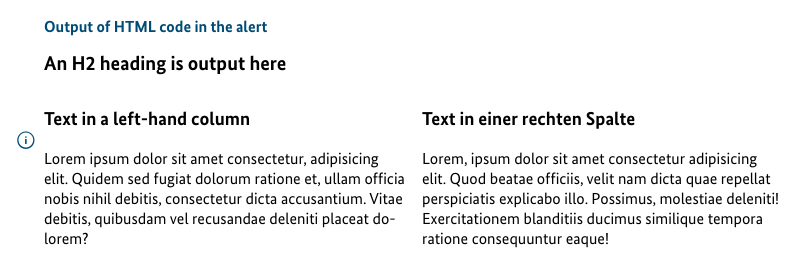 Output of HTML code in the alert
An H2 heading is output here
Text in a left-hand column
Lorem ipsum dolor sit amet consectetur, adipisicing
elit. Quidem sed fugiat dolorum ratione et, ullam officia
nobis nihil debitis, consectetur dicta accusantium. Vitae
debitis, quibusdam vel recusandae deleniti placeat do-
lorem?
Text in einer rechten Spalte
Lorem, ipsum dolor sit amet consectetur adipisicing
elit. Quod beatae officiis, velit nam dicta quae repellat
perspiciatis explicabo illo. Possimus, molestiae deleniti!
Exercitationem blanditiis ducimus similique tempora
ratione consequuntur eaque!